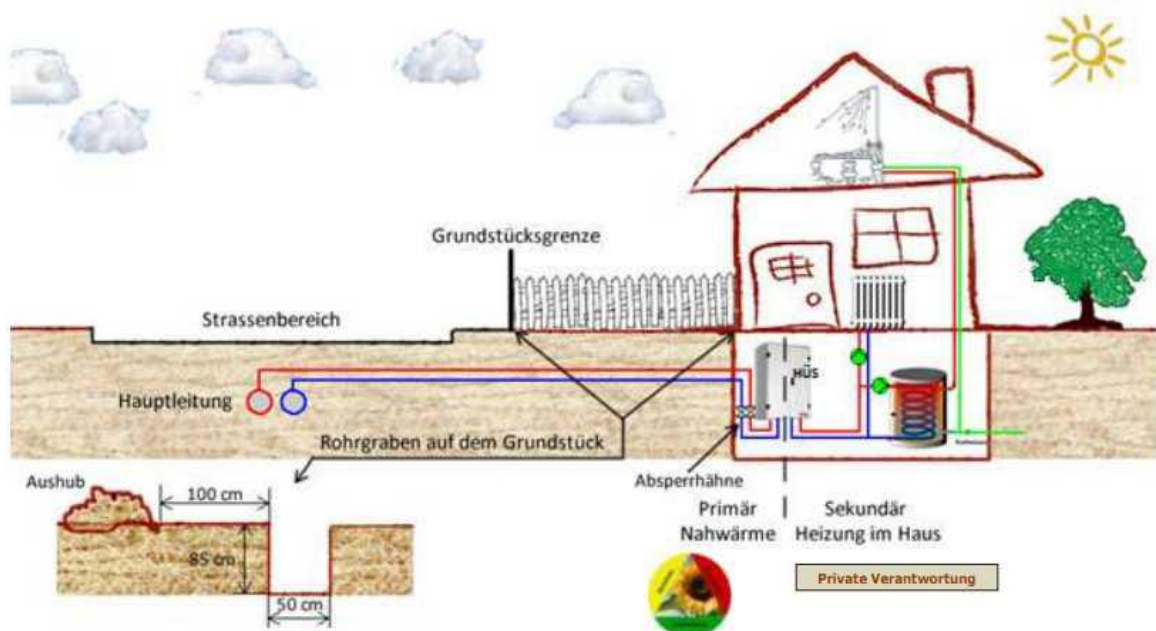 Grundstücksgrenze
Strassenbereich
HÜS
Hauptleitung
Rohrgraben auf dem Grundstück
Aushub
Absperrhähne
100 cm
Primär
Nahwärme
Sekundär
Heizung im Haus
85 cm
Private Verantwortung
50 cm